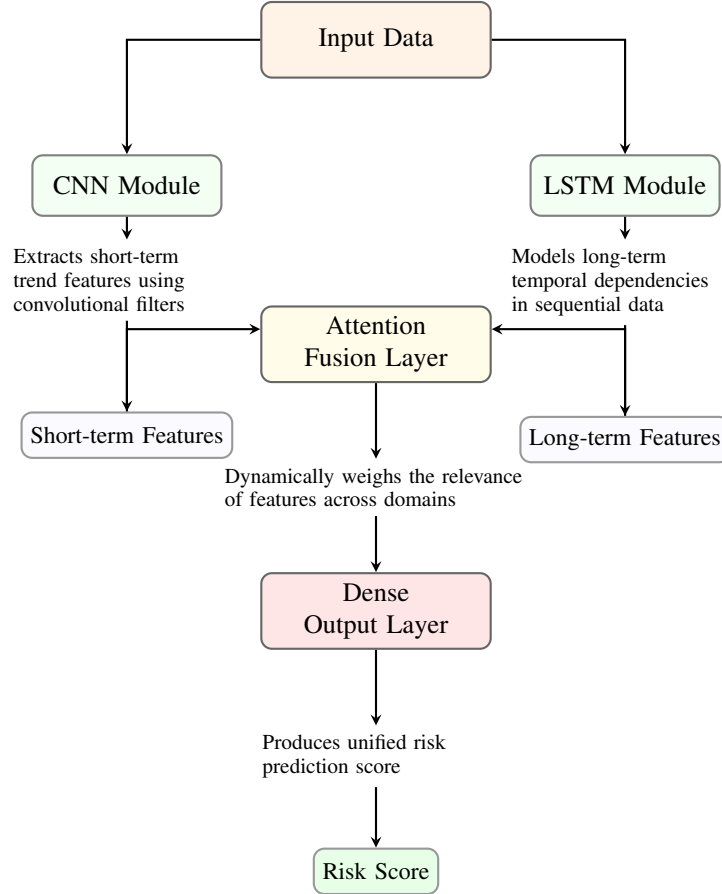 Input Data
CNN Module
LSTM Module
Extracts short-term
trend features using
convolutional filters
Models long-term
temporal dependencies
in sequential data
Attention
Fusion Layer
Short-term Features
Long-term Features
Dynamically weighs the relevance
of features across domains
Dense
Output Layer
Produces unified risk
prediction score
Risk Score